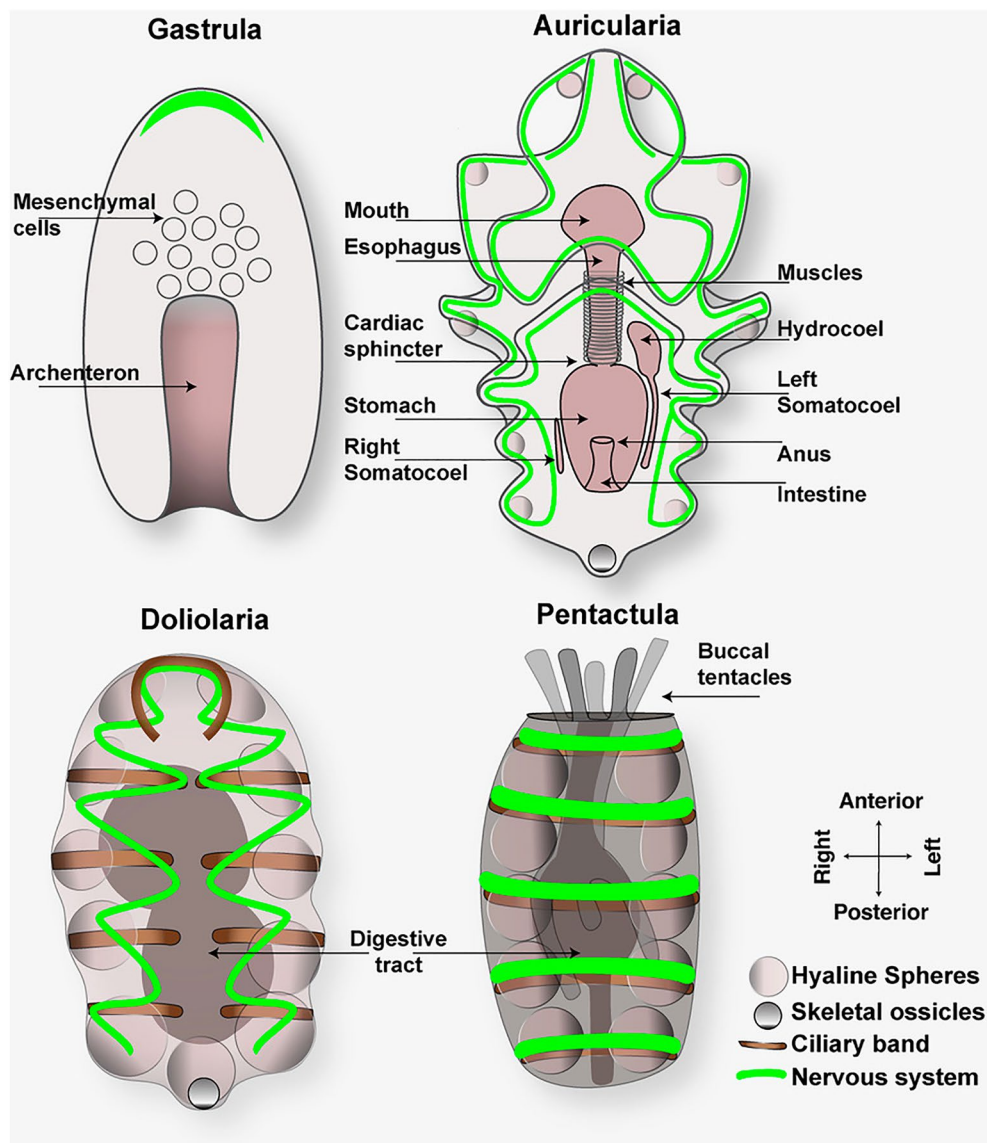 Gastrula
Auricularia
Mesenchymal
cells
Archenteron
Mouth
Esophagus
Cardiac
sphincter
Stomach
Right
Somatocoel
Muscles
Hydrocoel
Left
Somatocoel
Anus
Intestine
Doliolaria
Pentactula
Buccal
tentacles
Digestive
tract
Anterior
Right
Left
Posterior
Hyaline Spheres
Skeletal ossicles
Ciliary band
Nervous system